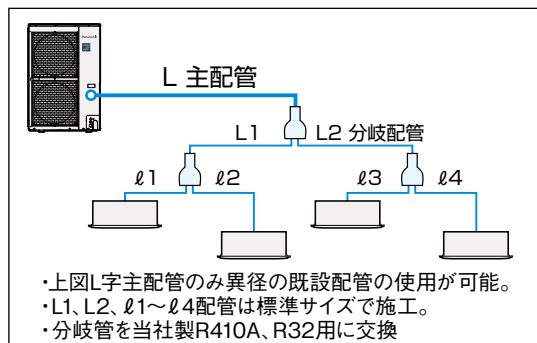 Panasonic
L 主配管
L1 L2 分岐配管
ℓ1 ℓ2 ℓ3 ℓ4
・上図L字主配管のみ異径の既設配管の使用が可能。
・L1、L2、ℓ1～ℓ4配管は標準サイズで施工。
・分岐管を当社製R410A、R32用に交換